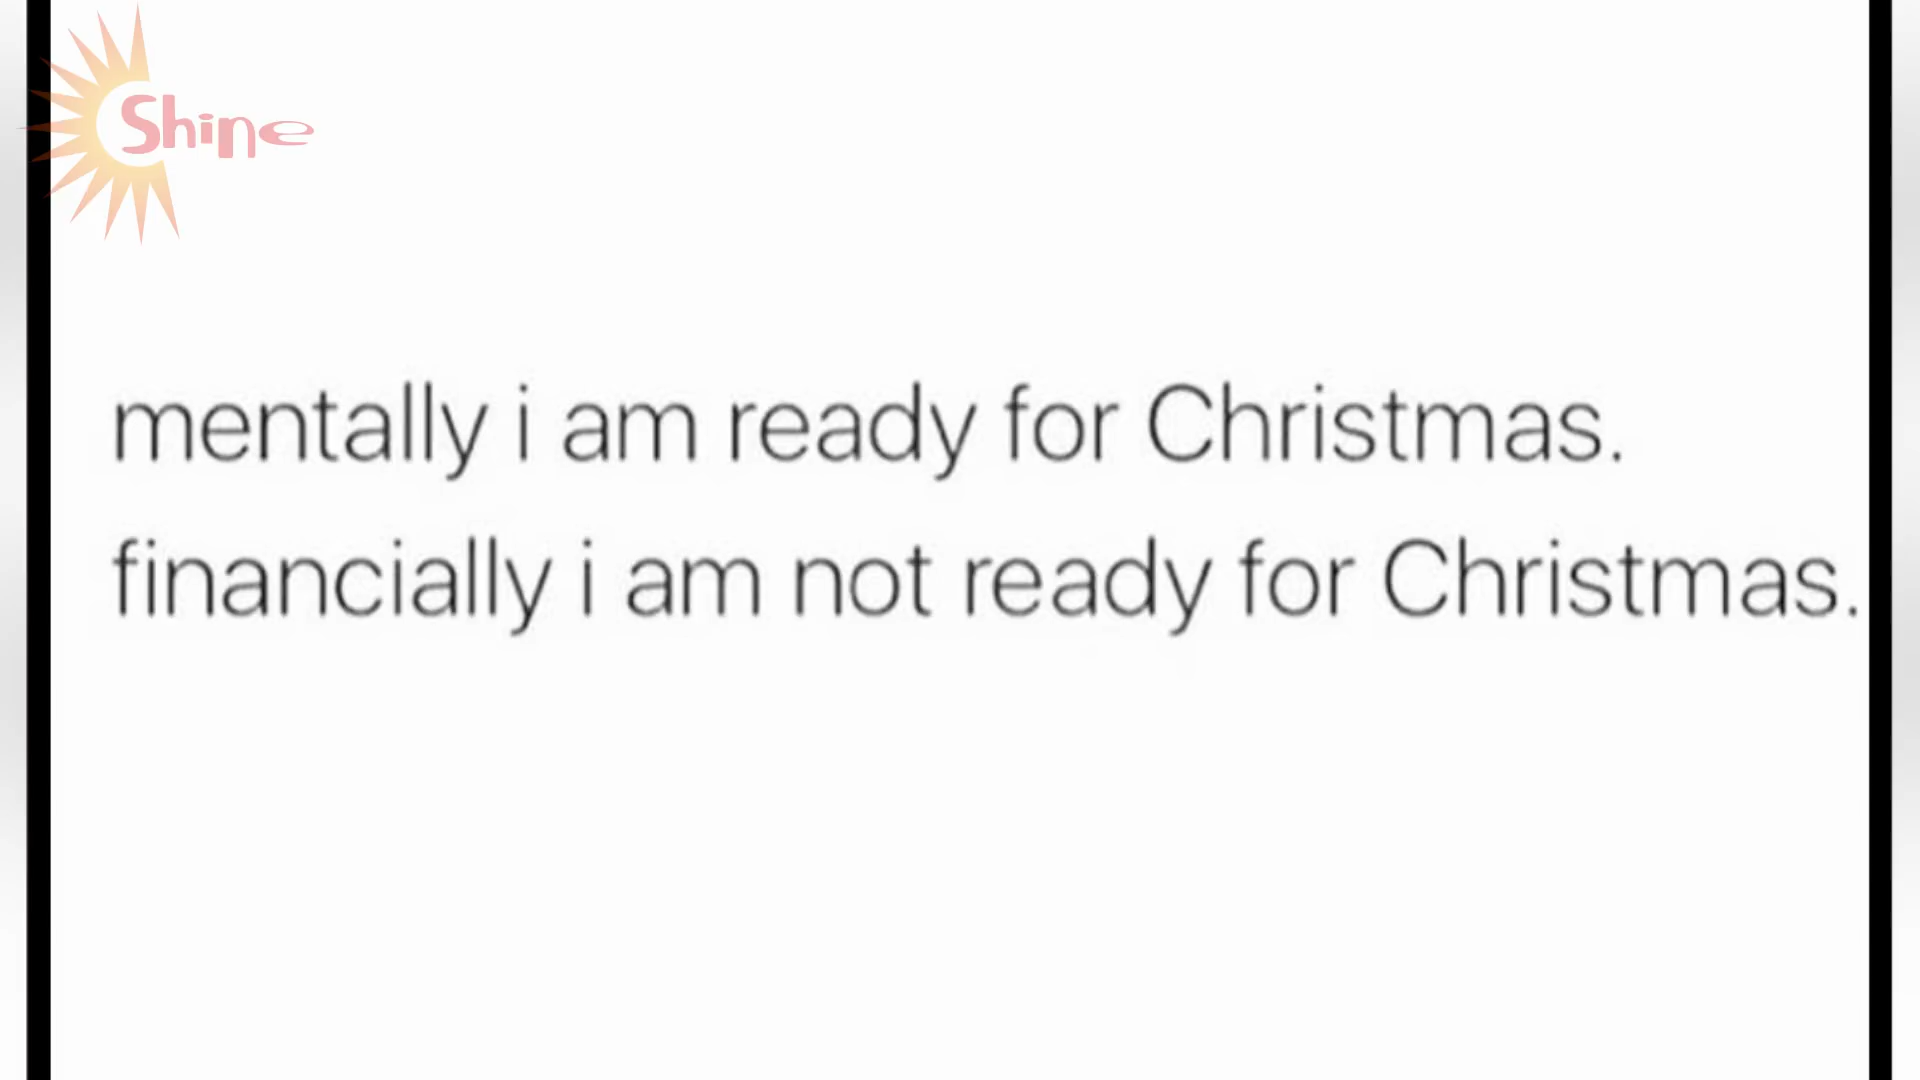 Shine
mentally i am ready for Christmas.
financially i am not ready for Christmas.